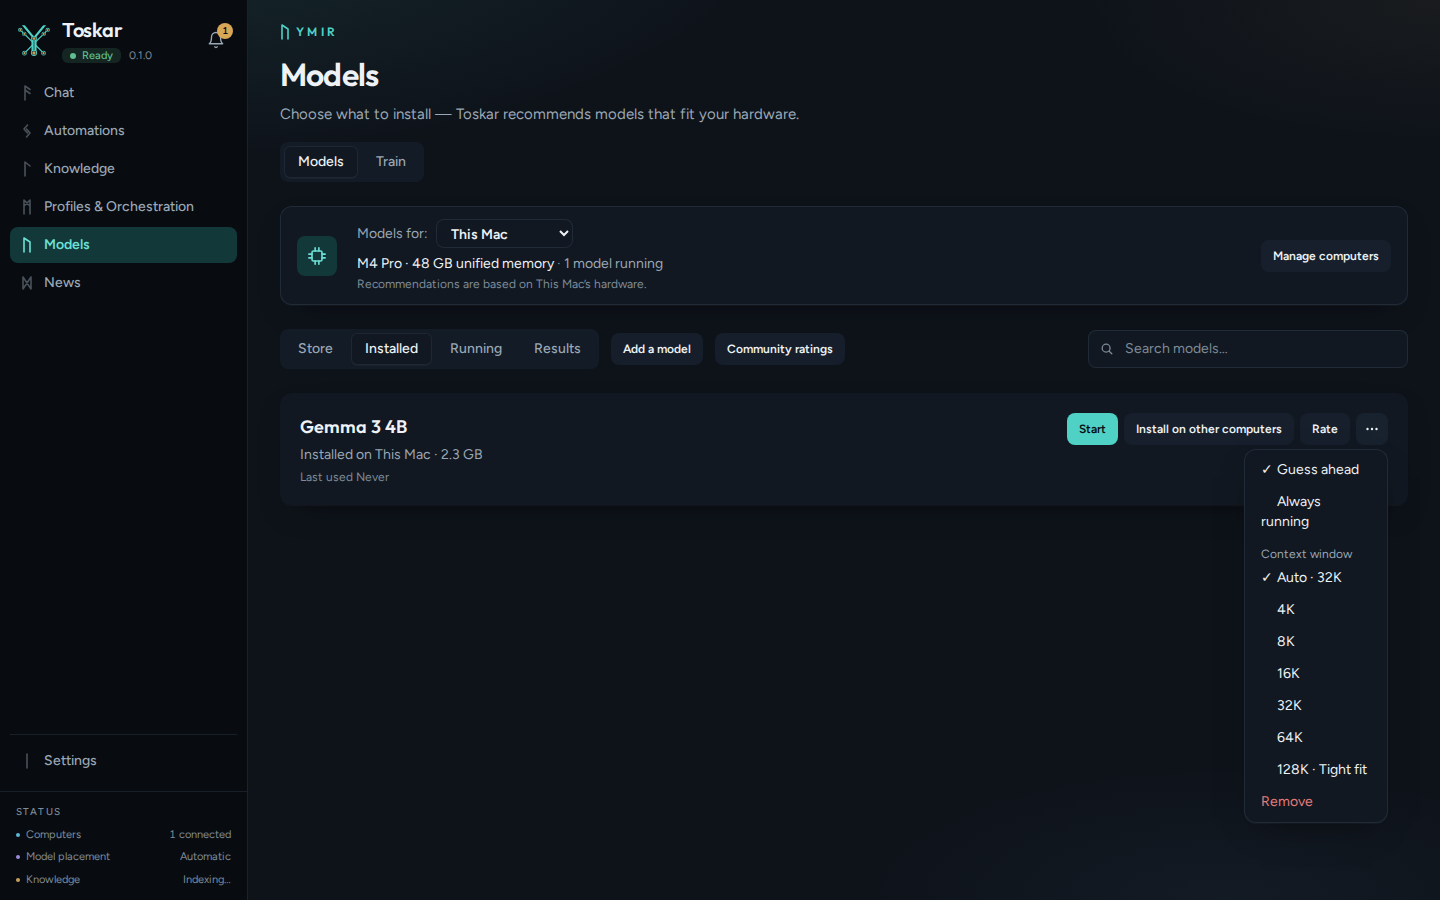 Toskar
Ready 0.1.0
1
Chat
Automations
Knowledge
Profiles & Orchestration
Models
News
Settings
STATUS
Computers 1 connected
Model placement Automatic
Knowledge Indexing...
YMIR
Models
Choose what to install — Toskar recommends models that fit your hardware.
Models Train
Models for: This Mac
M4 Pro · 48 GB unified memory · 1 model running
Recommendations are based on This Mac's hardware.
Manage computers
Store Installed Running Results Add a model Community ratings Search models...
Gemma 3 4B
Installed on This Mac · 2.3 GB
Last used Never
Start Install on other computers Rate ···
✓ Guess ahead
Always
running
Context window
✓ Auto · 32K
4K
8K
16K
32K
64K
128K · Tight fit
Remove